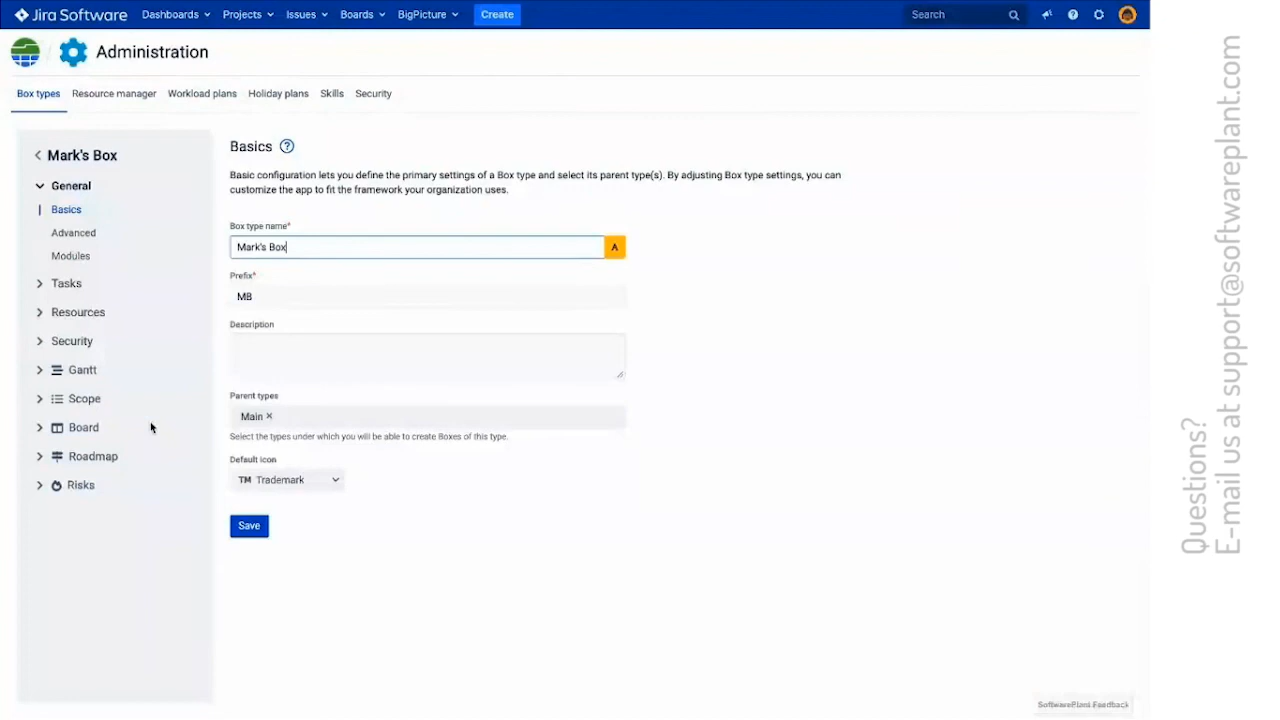 Jira Software Dashboards Projects Issues Boards BigPicture Create Search
Administration
Box types Resource manager Workload plans Holiday plans Skills Security
Mark's Box
General
Basics
Advanced
Modules
Tasks
Resources
Security
Gantt
Scope
Board
Roadmap
Risks
Basics
Basic configuration lets you define the primary settings of a Box type and select its parent type(s). By adjusting Box type settings, you can
customize the app to fit the framework your organization uses.
Box type name*
Mark's Box
A
Prefix*
MB
Description
Parent types
Main ×
Select the types under which you will be able to create Boxes of this type.
Default icon
TM Trademark
Save
SoftwarePlant Feedback
Questions?
E-mail us at support@softwareplant.com